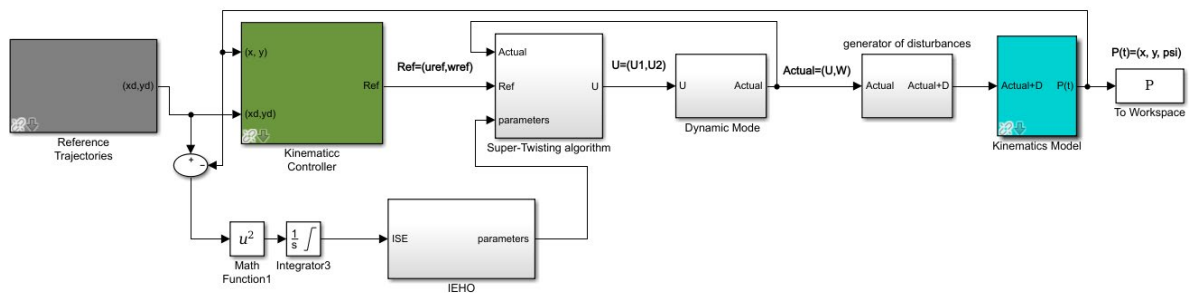 (xd,yd)
Reference
Trajectories
(x, y)
(xd,yd)
Ref
Kinematicc
Controller
Ref=(uref,wref)
Actual
Ref
parameters
U
Super-Twisting algorithm
U=(U1,U2)
U
Actual
Dynamic Mode
Actual=(U,W)
generator of disturbances
Actual
Actual+D
Actual+D
P(t)
Kinematics Model
P(t)=(x, y, psi)
P
To Workspace
+
−
u²
Math
Function1
1
s
∫
Integrator3
ISE
parameters
IEHO